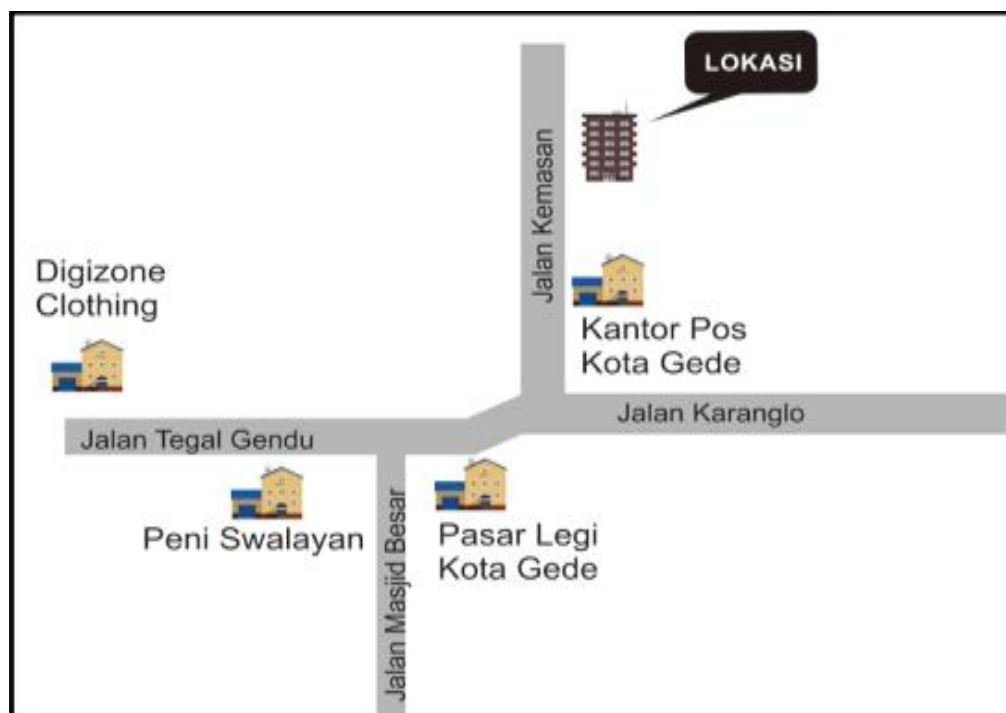 LOKASI
Jalan Kemasan
Digizone
Clothing
Kantor Pos
Kota Gede
Jalan Karanglo
Jalan Tegal Gendu
Peni Swalayan
Jalan Masjid Besar
Pasar Legi
Kota Gede